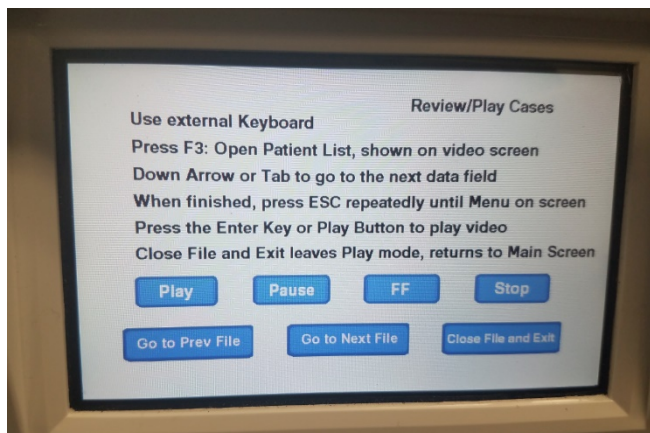 Review/Play Cases
Use external Keyboard
Press F3: Open Patient List, shown on video screen
Down Arrow or Tab to go to the next data field
When finished, press ESC repeatedly until Menu on screen
Press the Enter Key or Play Button to play video
Close File and Exit leaves Play mode, returns to Main Screen
Play Pause FF Stop
Go to Prev File Go to Next File Close File and Exit